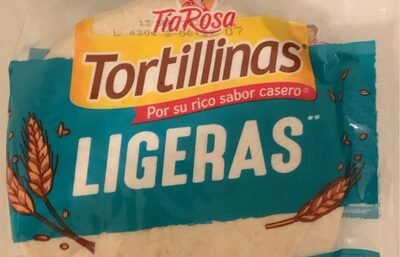 TíaRosa
Tortillinas
Por su rico sabor casero®
LIGERAS**